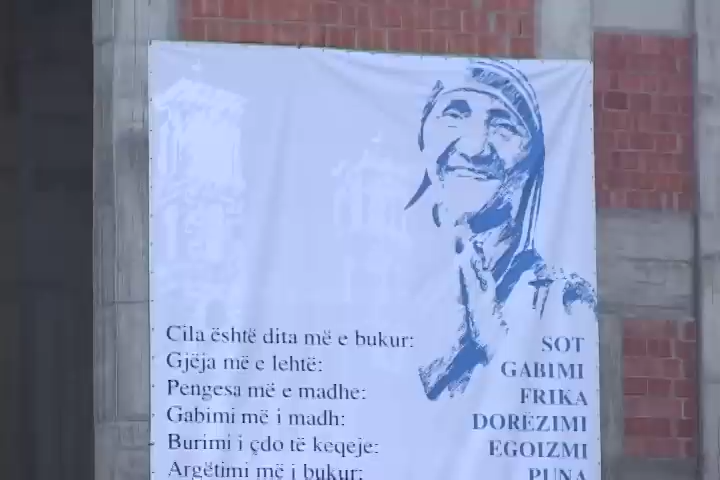 Cila është dita më e bukur: SOT
Gjëja më e lehtë: GABIMI
Pengesa më e madhe: FRIKA
Gabimi më i madh: DORËZIMI
Burimi i çdo të keqeje: EGOIZMI
Argëtimi më i bukur: PUNA